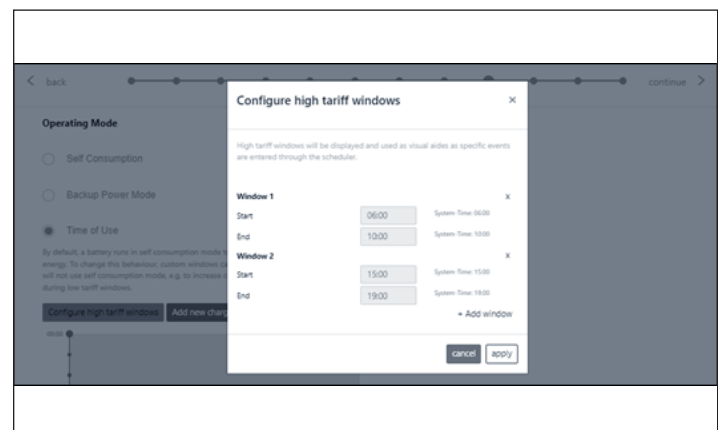 back
continue
Operating Mode
Self Consumption
Backup Power Mode
Time of Use
By default, a battery runs in self consumption mode
energy. To change this behaviour, custom windows
will not use self consumption mode, e.g. to increase
during low tariff windows.
Configure high tariff windows
Add new
00:00
Configure high tariff windows
×
High tariff windows will be displayed and used as visual aides as specific events
are entered through the scheduler.
Window 1 x
Start 06:00 System-Time: 06:00
End 10:00 System-Time: 10:00
Window 2 x
Start 15:00 System-Time: 15:00
End 19:00 System-Time: 19:00
+ Add window
cancel apply